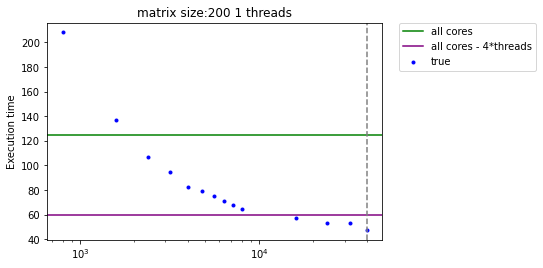 matrix size:200 1 threads
all cores
all cores - 4*threads
true
Execution time
200
180
160
140
120
100
80
60
40
10³
10⁴